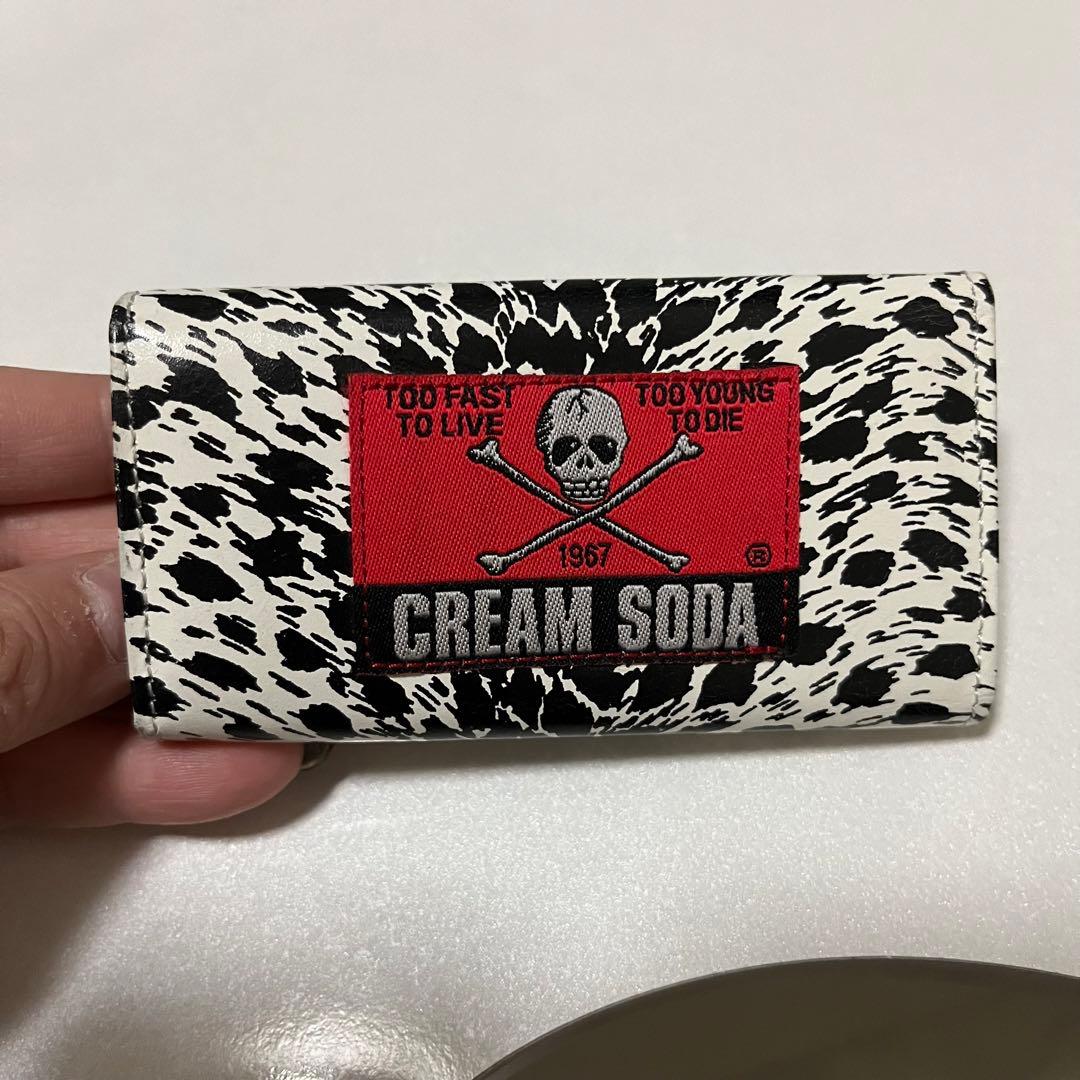 TOO FAST
TO LIVE
TOO YOUNG
TO DIE
1967
®
CREAM SODA